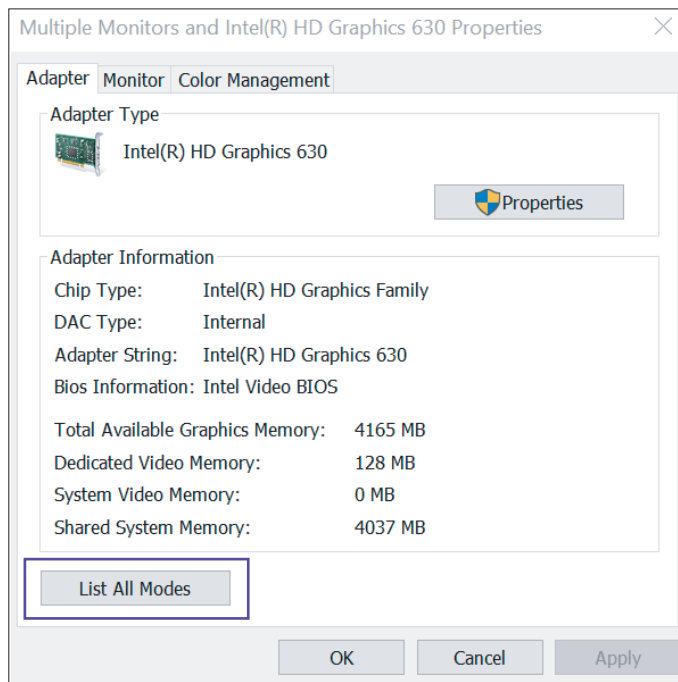 Multiple Monitors and Intel(R) HD Graphics 630 Properties
Adapter Monitor Color Management
Adapter Type
Intel(R) HD Graphics 630
Properties
Adapter Information
Chip Type: Intel(R) HD Graphics Family
DAC Type: Internal
Adapter String: Intel(R) HD Graphics 630
Bios Information: Intel Video BIOS
Total Available Graphics Memory: 4165 MB
Dedicated Video Memory: 128 MB
System Video Memory: 0 MB
Shared System Memory: 4037 MB
List All Modes
OK Cancel Apply